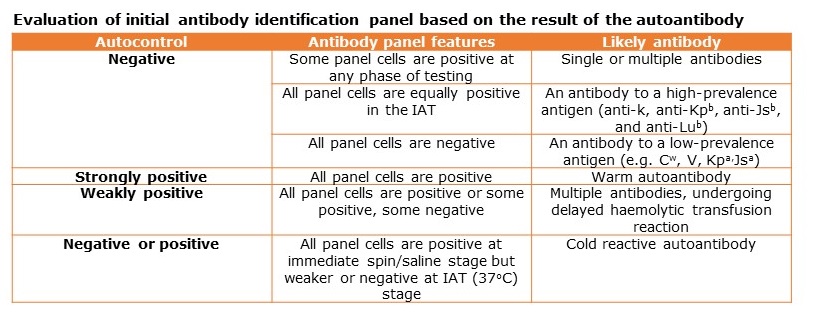 Evaluation of initial antibody identification panel based on the result of the autoantibody
Autocontrol
Antibody panel features
Likely antibody
Negative
Some panel cells are positive at
any phase of testing
Single or multiple antibodies
All panel cells are equally positive
in the IAT
An antibody to a high-prevalence
antigen (anti-k, anti-Kpᵇ, anti-Jsᵇ,
and anti-Luᵇ)
All panel cells are negative
An antibody to a low-prevalence
antigen (e.g. Cʷ, V, Kpᵃ,Jsᵃ)
Strongly positive
All panel cells are positive
Warm autoantibody
Weakly positive
All panel cells are positive or some
positive, some negative
Multiple antibodies, undergoing
delayed haemolytic transfusion
reaction
Negative or positive
All panel cells are positive at
immediate spin/saline stage but
weaker or negative at IAT (37°C)
stage
Cold reactive autoantibody